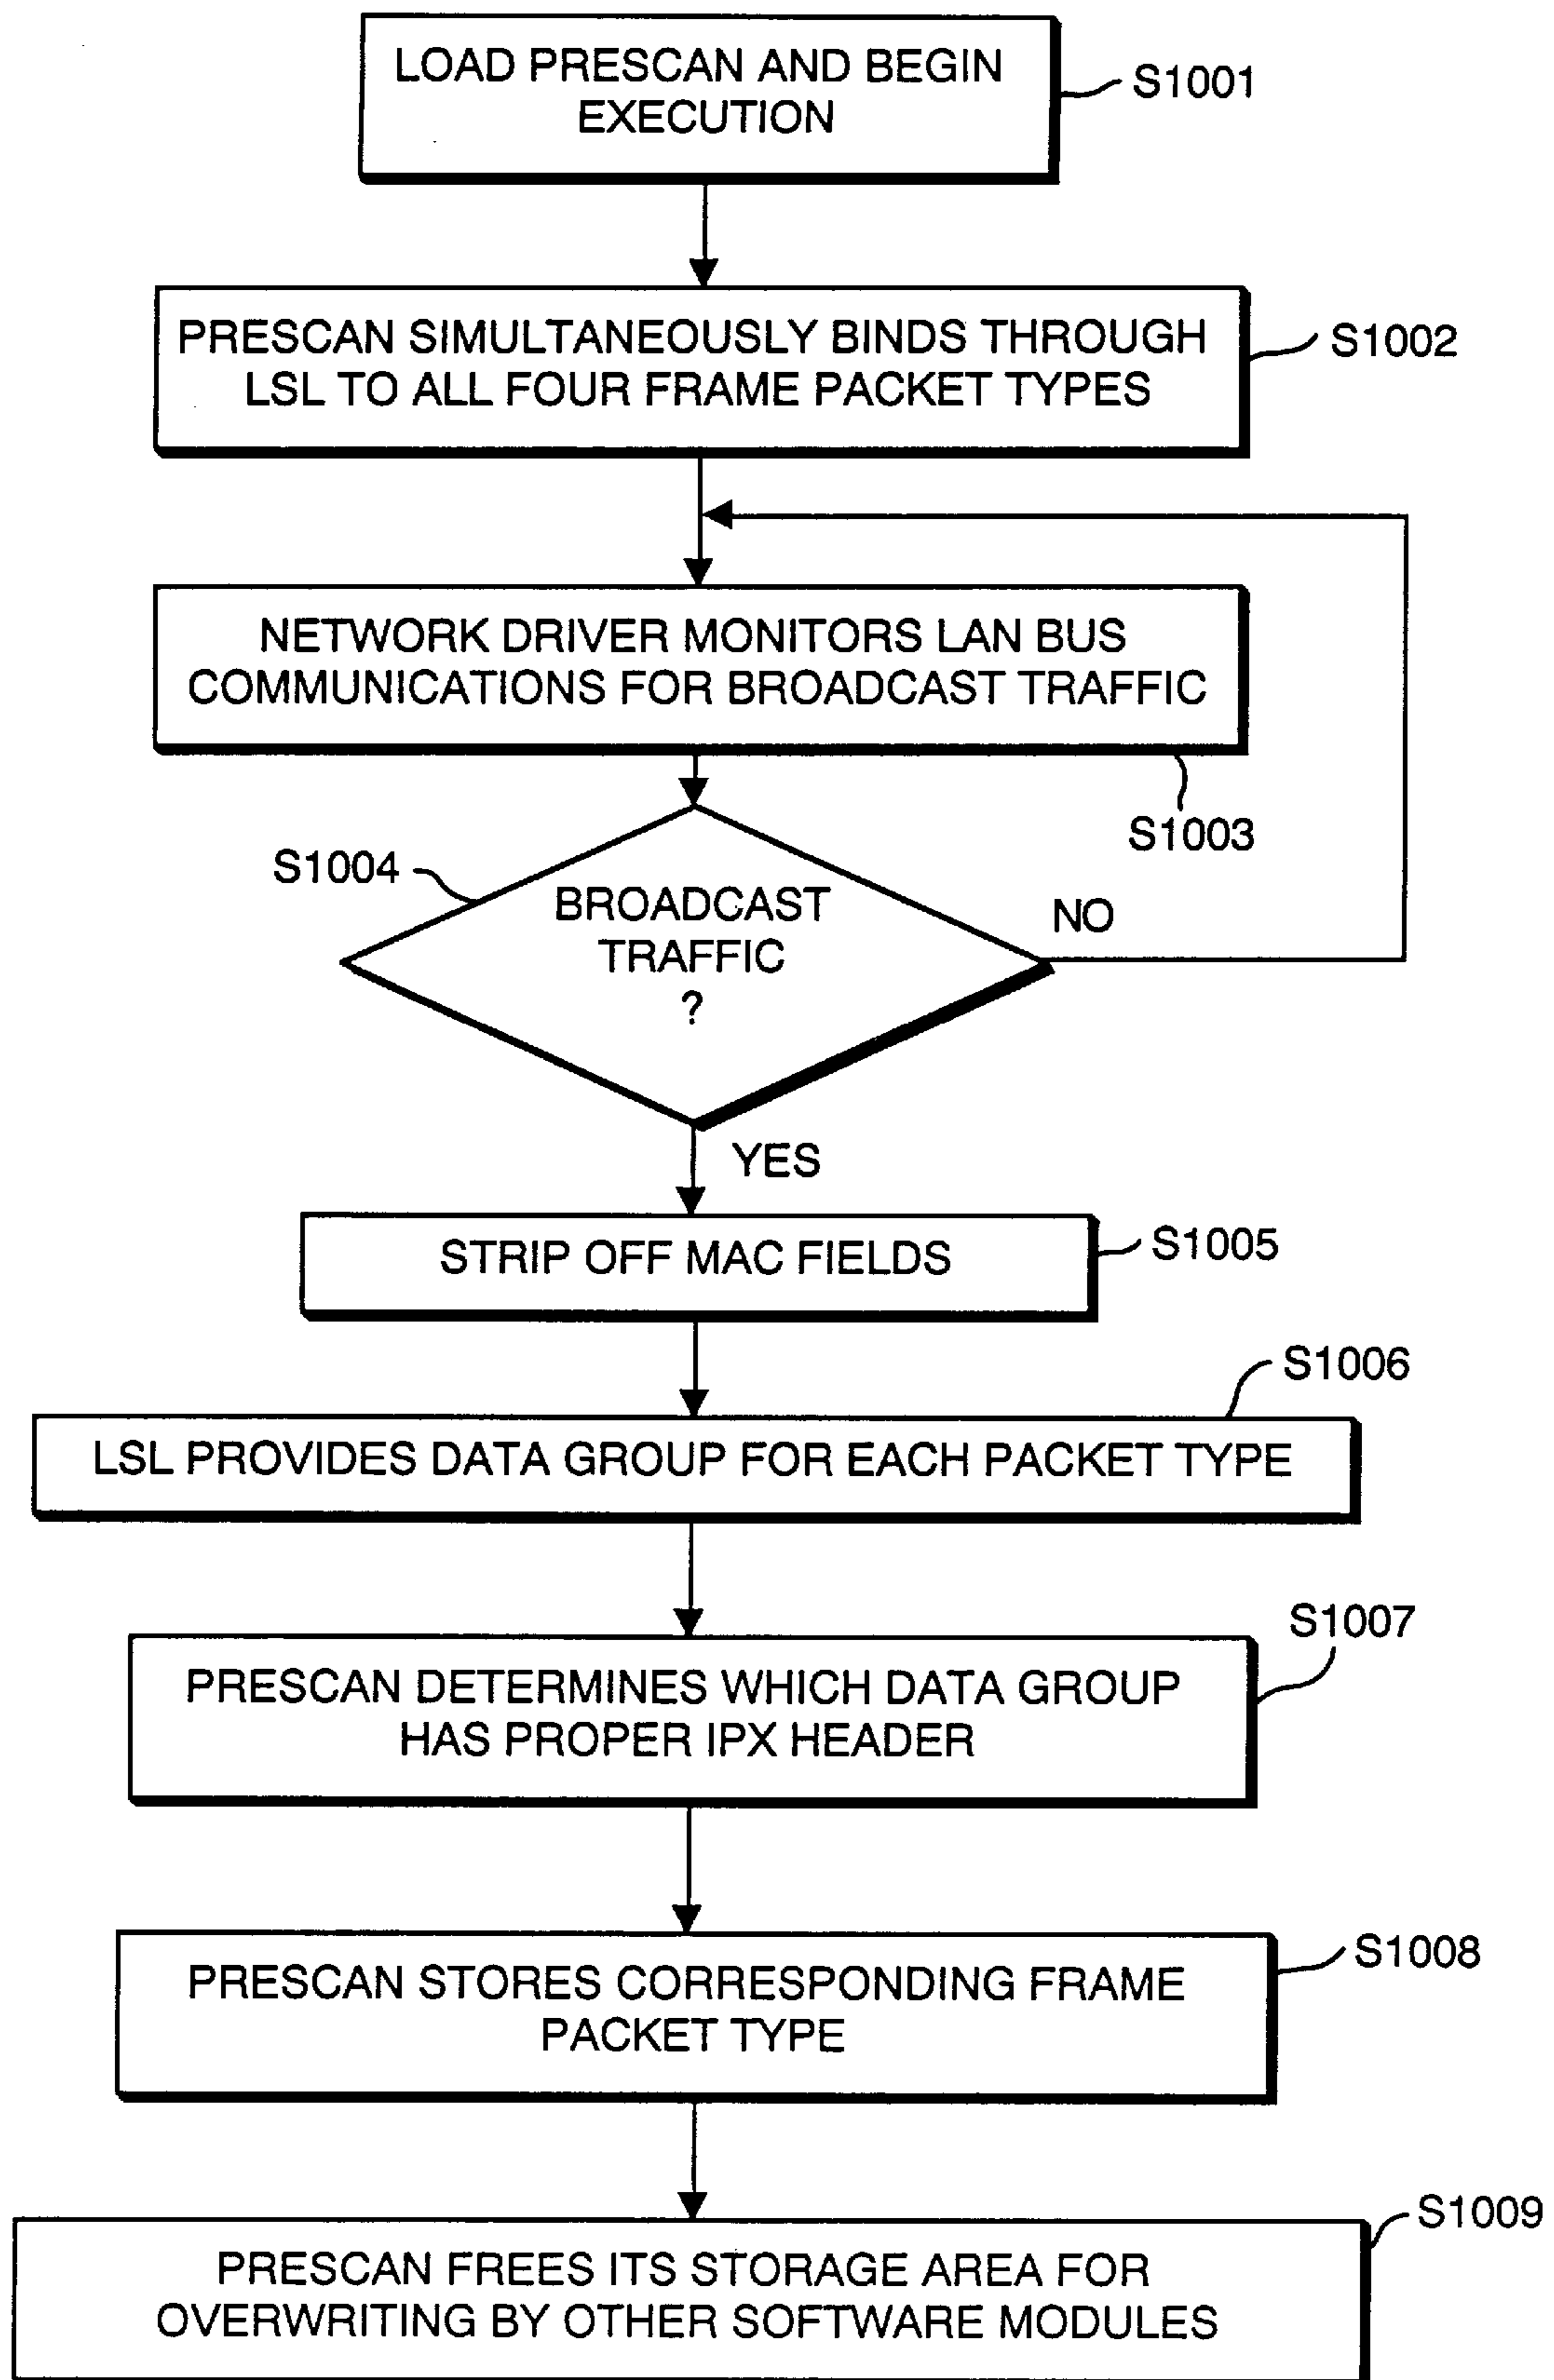 LOAD PRESCAN AND BEGIN
EXECUTION
S1001
PRESCAN SIMULTANEOUSLY BINDS THROUGH
LSL TO ALL FOUR FRAME PACKET TYPES
S1002
NETWORK DRIVER MONITORS LAN BUS
COMMUNICATIONS FOR BROADCAST TRAFFIC
S1003
S1004
BROADCAST
TRAFFIC
?
NO
YES
STRIP OFF MAC FIELDS
S1005
S1006
LSL PROVIDES DATA GROUP FOR EACH PACKET TYPE
S1007
PRESCAN DETERMINES WHICH DATA GROUP
HAS PROPER IPX HEADER
S1008
PRESCAN STORES CORRESPONDING FRAME
PACKET TYPE
S1009
PRESCAN FREES ITS STORAGE AREA FOR
OVERWRITING BY OTHER SOFTWARE MODULES